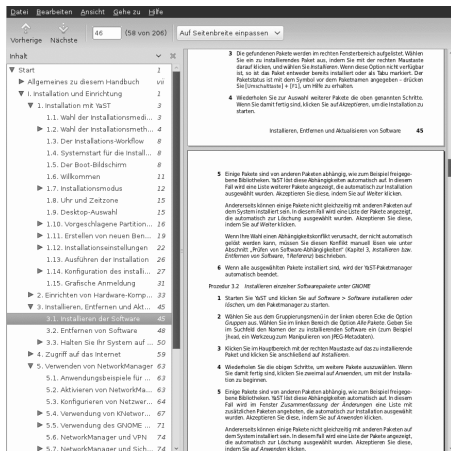 Datei Bearbeiten Ansicht Gehe zu Hilfe
Vorherige Nächste
46 (58 von 206) Auf Seitenbreite einpassen
Inhalt
Start 1
Allgemeines zu diesem Handbuch vii
I. Installation und Einrichtung 1
1. Installation mit YaST 3
1.1. Wahl der Installationsmedi... 3
1.2. Wahl der Installationsmeth... 4
1.3. Der Installations-Workflow 8
1.4. Systemstart für die Install... 8
1.5. Der Boot-Bildschirm 8
1.6. Willkommen 11
1.7. Installationsmodus 12
1.8. Uhr und Zeitzone 15
1.9. Desktop-Auswahl 15
1.10. Vorgeschlagene Partition... 16
1.11. Erstellen von neuen Ben... 19
1.12. Installationseinstellungen 22
1.13. Ausführen der Installation 26
1.14. Konfiguration des installi... 27
1.15. Grafische Anmeldung 31
2. Einrichten von Hardware-Komp... 33
3. Installieren, Entfernen und Akt... 45
3.1. Installieren der Software 45
3.2. Entfernen von Software 48
3.3. Halten Sie Ihr System auf ... 50
4. Zugriff auf das Internet 59
5. Verwenden von NetworkManager 63
5.1. Anwendungsbeispiele für ... 63
5.2. Aktivieren von NetworkMa... 63
5.3. Konfigurieren von Netzwer... 64
5.4. Verwendung von KNetwor... 67
5.5. Verwendung des GNOME ... 71
5.6. NetworkManager und VPN 74
5.7. NetworkManager und Sich... 74
3 Die gefundenen Pakete werden im rechten Fensterbereich aufgelistet. Wählen
Sie ein zu installierendes Paket aus, indem Sie mit der rechten Maustaste
darauf klicken, und wählen Sie Installieren. Wenn diese Option nicht verfügbar
ist, so ist das Paket entweder bereits installiert oder als Tabu markiert. Der
Paketstatus ist mit dem Symbol vor dem Paketnamen angegeben – drücken
Sie [Umschalttaste] + [F1], um Hilfe zu erhalten.
4 Wiederholen Sie zur Auswahl weiterer Pakete die oben genannten Schritte.
Wenn Sie damit fertig sind, klicken Sie auf Akzeptieren, um die Installation zu
starten.
Installieren, Entfernen und Aktualisieren von Software 45
5 Einige Pakete sind von anderen Paketen abhängig, wie zum Beispiel freigege-
bene Bibliotheken. YaST löst diese Abhängigkeiten automatisch auf. In diesem
Fall wird eine Liste weiterer Pakete angezeigt, die automatisch zur Installation
ausgewählt wurden. Akzeptieren Sie diese, indem Sie auf Weiter klicken.
Andererseits können einige Pakete nicht gleichzeitig mit anderen Paketen auf
dem System installiert sein. In diesem Fall wird eine Liste der Pakete angezeigt,
die automatisch zur Löschung ausgewählt wurden. Akzeptieren Sie diese,
indem Sie auf Weiter klicken.
Wenn Ihre Wahl einen Abhängigkeitskonflikt verursacht, der nicht automatisch
gelöst werden kann, müssen Sie diesen Konflikt manuell lösen wie unter
Abschnitt „Prüfen von Software-Abhängigkeiten“ (Kapitel 3, Installieren bzw.
Entfernen von Software, ↑Referenz) beschrieben.
6 Wenn alle ausgewählten Pakete installiert sind, wird der YaST-Paketmanager
automatisch beendet.
Prozedur 3.2 Installation einzelner Softwarepakete unter GNOME
1 Starten Sie YaST und klicken Sie auf Software > Software installieren oder
löschen, um den Paketmanager zu starten.
2 Wählen Sie aus dem Gruppierungsmenü in der linken oberen Ecke die Option
Gruppen aus. Wählen Sie im linken Bereich die Option Alle Pakete. Geben Sie
im Suchfeld den Namen der zu installierenden Software ein (zum Beispiel
jhead, ein Werkzeug zum Manipulieren von JPEG-Metadaten).
3 Klicken Sie im Hauptbereich mit der rechten Maustaste auf das zu installierende
Paket und klicken Sie anschließend auf Installieren.
4 Wiederholen Sie die obigen Schritte, um weitere Pakete auszuwählen. Wenn
Sie damit fertig sind, klicken Sie zweimal auf Anwenden, um mit der Installa-
tion zu beginnen.
5 Einige Pakete sind von anderen Paketen abhängig, wie zum Beispiel freigege-
bene Bibliotheken. YaST löst diese Abhängigkeiten automatisch auf. In diesem
Fall wird im Fenster Zusammenfassung der Änderungen eine Liste mit
zusätzlichen Paketen angeboten, die automatisch zur Installation ausgewählt
wurden. Akzeptieren Sie diese, indem Sie auf Anwenden klicken.
Andererseits können einige Pakete nicht gleichzeitig mit anderen Paketen auf
dem System installiert sein. In diesem Fall wird eine Liste der Pakete angezeigt,
die automatisch zur Löschung ausgewählt wurden. Akzeptieren Sie diese,
indem Sie auf Anwenden klicken.